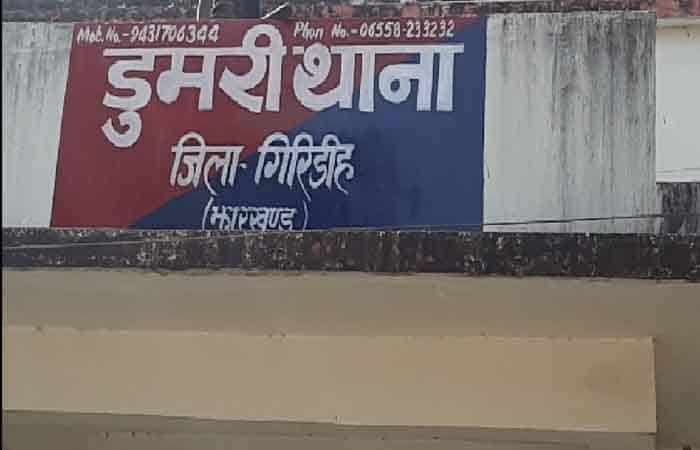 Mob. No.-9431706344 Phon No.-06558-233232
डुमरी थाना
जिला-गिरिडीह
(झारखण्ड)